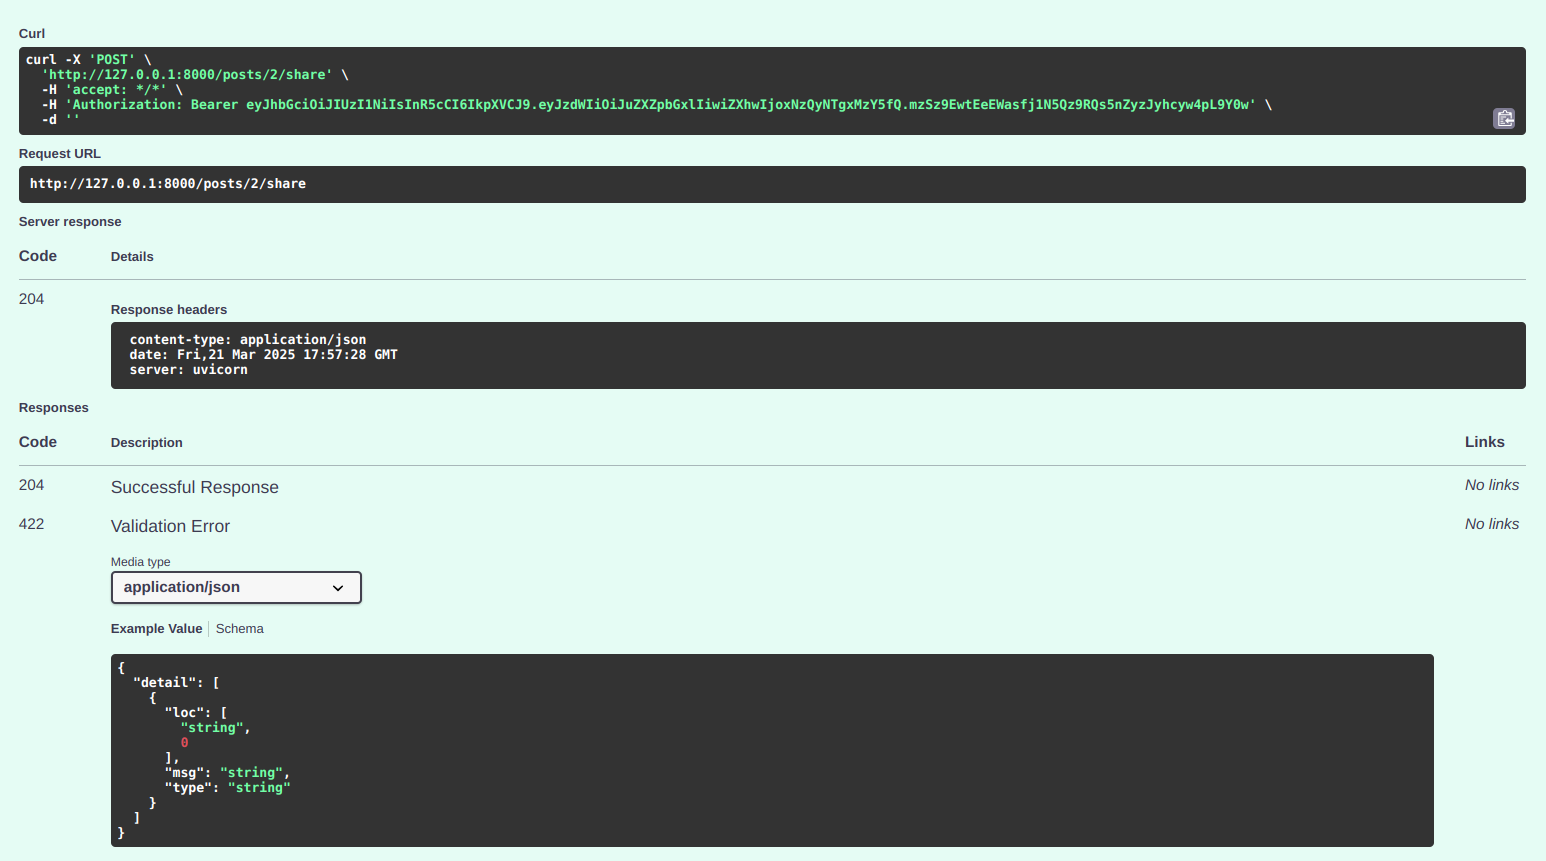 Curl
curl -X 'POST' \
  'http://127.0.0.1:8000/posts/2/share' \
  -H 'accept: */*' \
  -H 'Authorization: Bearer eyJhbGciOiJIUzI1NiIsInR5cCI6IkpXVCJ9.eyJzdWIiOiJuZXZpbGxlIiwiZXhwIjoxNzQyNTgxMzY5fQ.mzSz9EwtEeEWasfj1N5Qz9RQs5nZyzJyhcyw4pL9Y0w' \
  -d ''
Request URL
http://127.0.0.1:8000/posts/2/share
Server response
Code Details
204
Response headers
content-type: application/json
date: Fri,21 Mar 2025 17:57:28 GMT
server: uvicorn
Responses
Code Description Links
204 Successful Response No links
422 Validation Error No links
Media type
application/json
Example Value Schema
{
  "detail": [
    {
      "loc": [
        "string",
        0
      ],
      "msg": "string",
      "type": "string"
    }
  ]
}